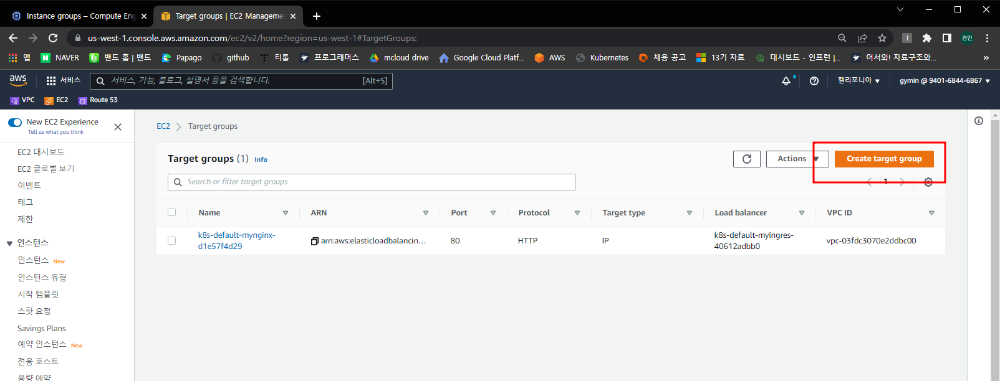 Instance groups – Compute Eng
Target groups | EC2 Manageme
us-west-1.console.aws.amazon.com/ec2/v2/home?region=us-west-1#TargetGroups:
경민
앱 NAVER 밴드 홈 | 밴드 Papago github 티톨 프로그래머스 mcloud drive Google Cloud Platf... AWS Kubernetes 채용 공고 13기 자료 대시보드 - 인프런 |... 어서와! 자료구조와... »
aws 서비스 서비스, 기능, 블로그, 설명서 등을 검색합니다. [Alt+S] 캘리포니아 gymin @ 9401-6844-6867
VPC EC2 Route 53
New EC2 Experience
Tell us what you think
EC2 대시보드
EC2 글로벌 보기
이벤트
태그
제한
인스턴스
인스턴스 New
인스턴스 유형
시작 템플릿
스팟 요청
Savings Plans
예약 인스턴스 New
전용 호스트
용량 예약
EC2 Target groups
Target groups (1) Info
Actions Create target group
Search or filter target groups
1
Name ARN Port Protocol Target type Load balancer VPC ID
k8s-default-mynginx-
d1e57f4d29
arn:aws:elasticloadbalancin... 80 HTTP IP
k8s-default-myingres-
40612adbb0
vpc-03fdc3070e2ddbc00